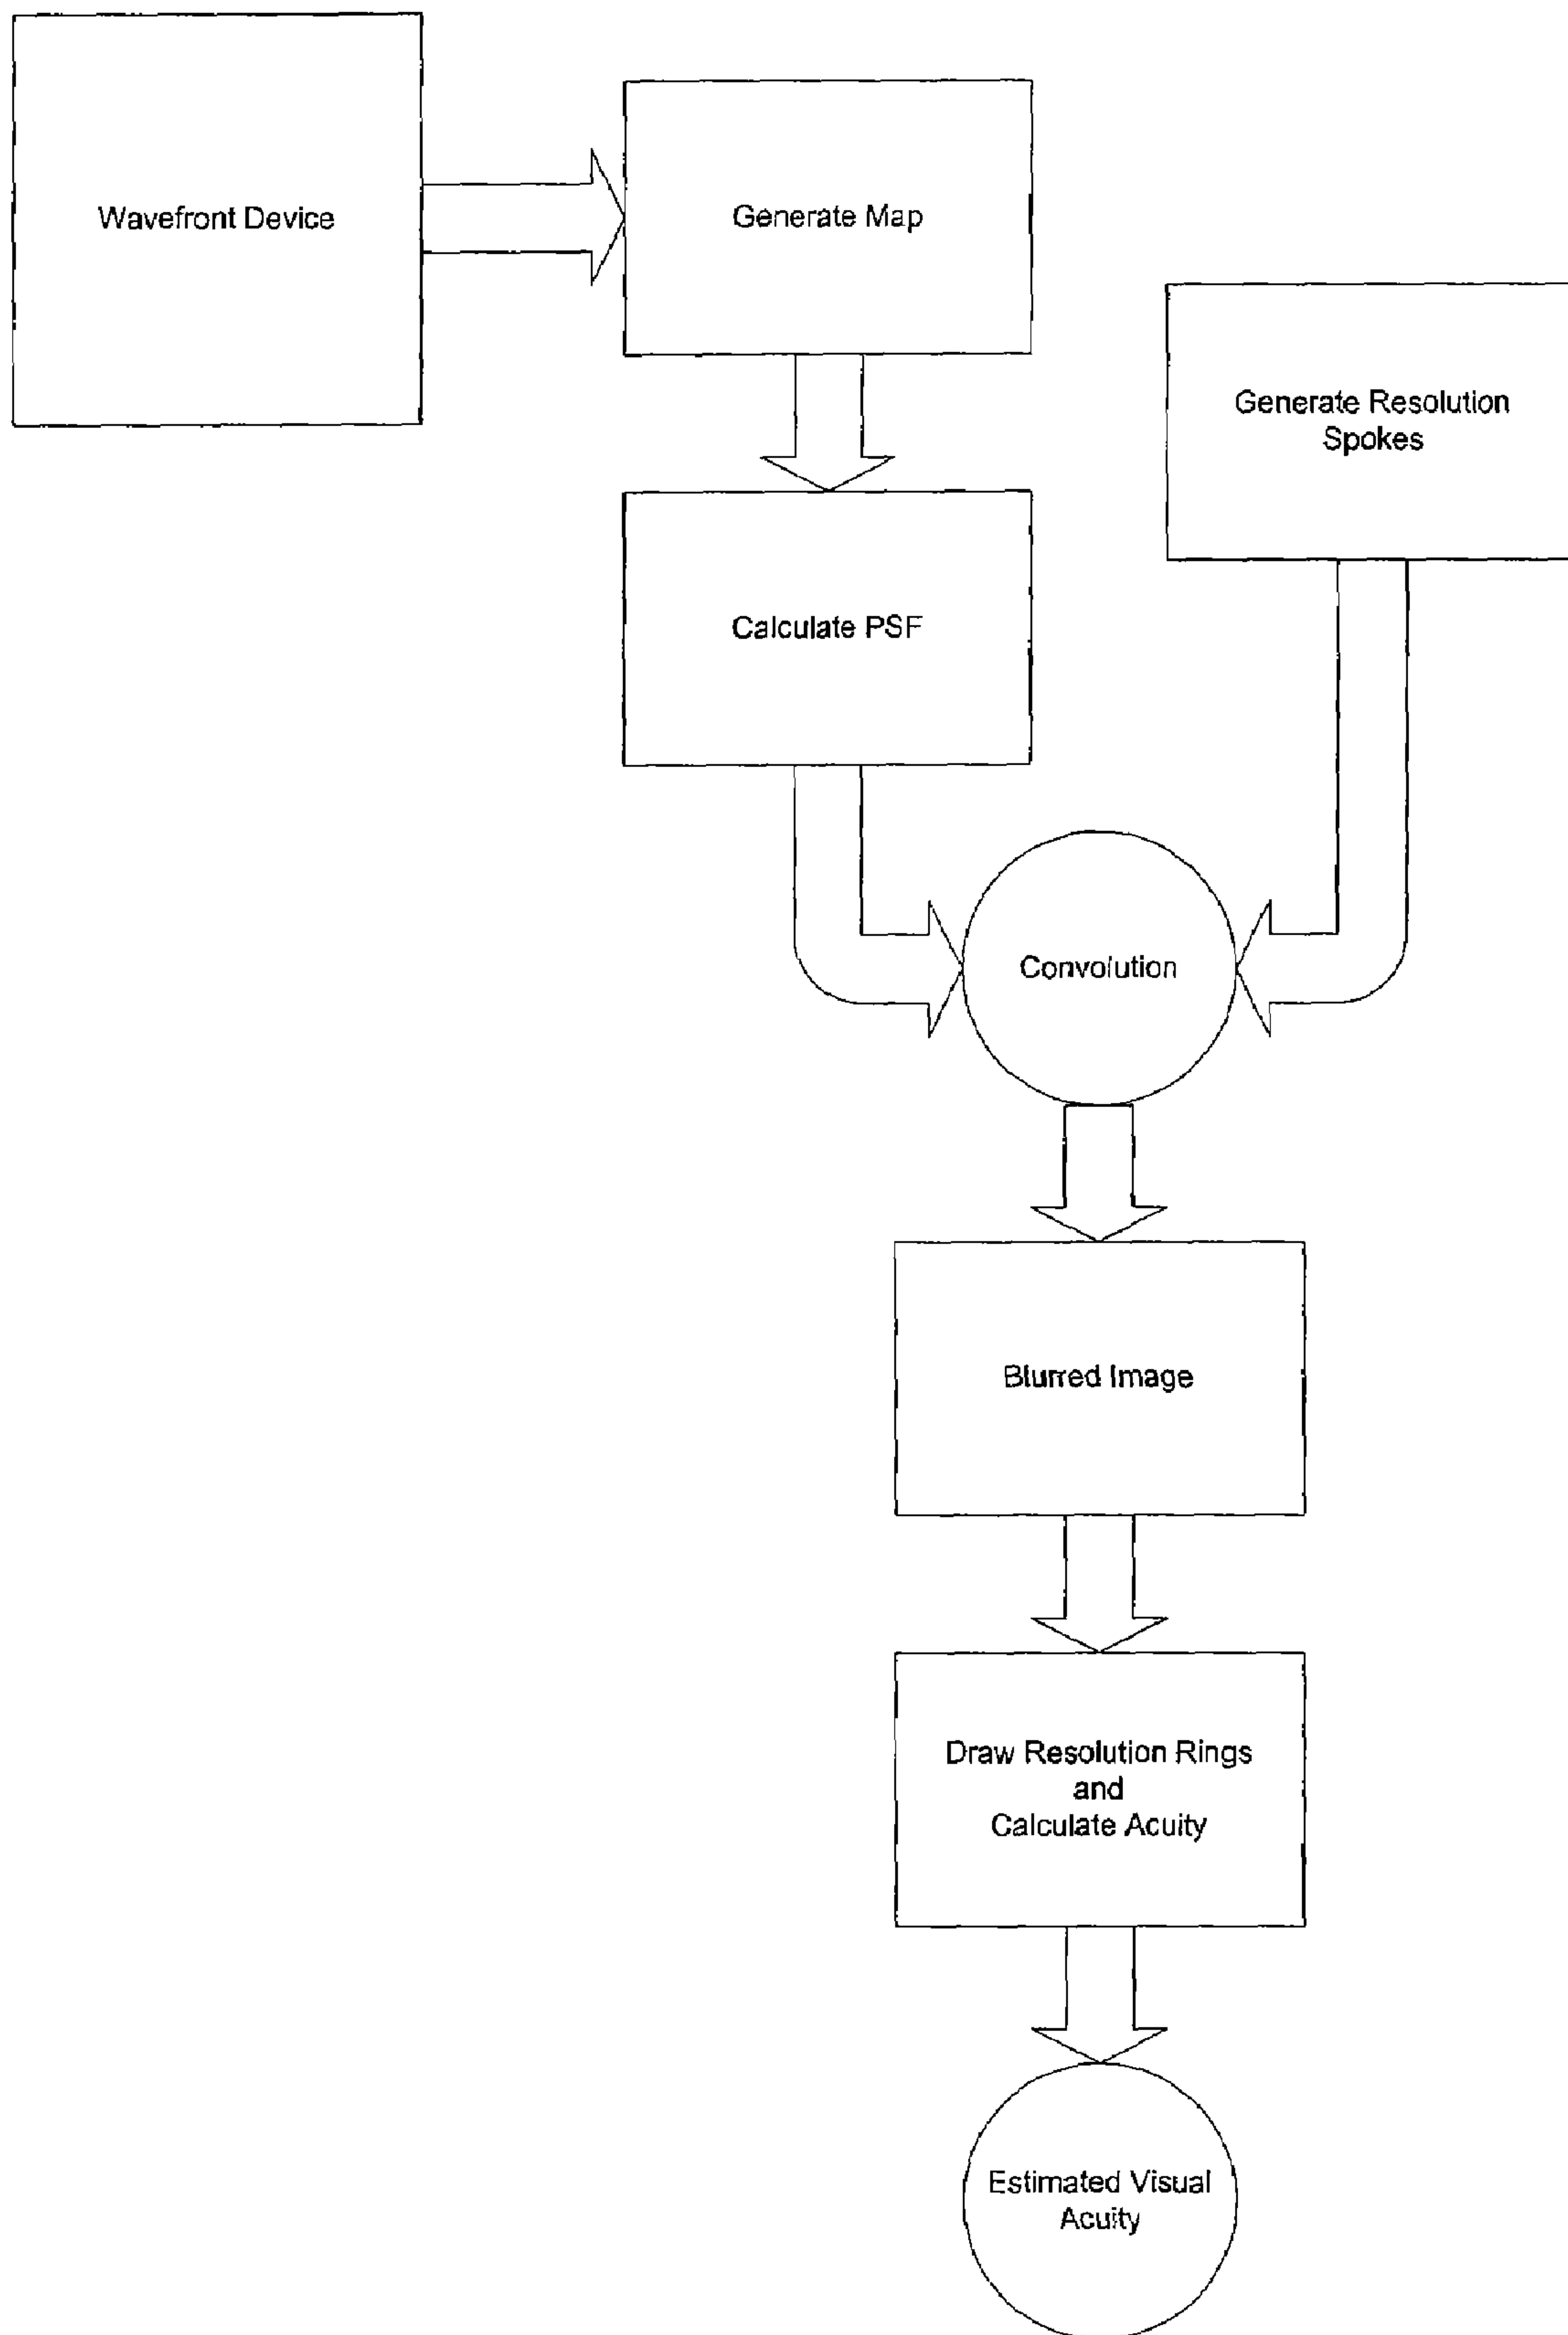 Wavefront Device
Generate Map
Generate Resolution
Spokes
Calculate PSF
Convolution
Blurred Image
Draw Resolution Rings
and
Calculate Acuity
Estimated Visual
Acuity